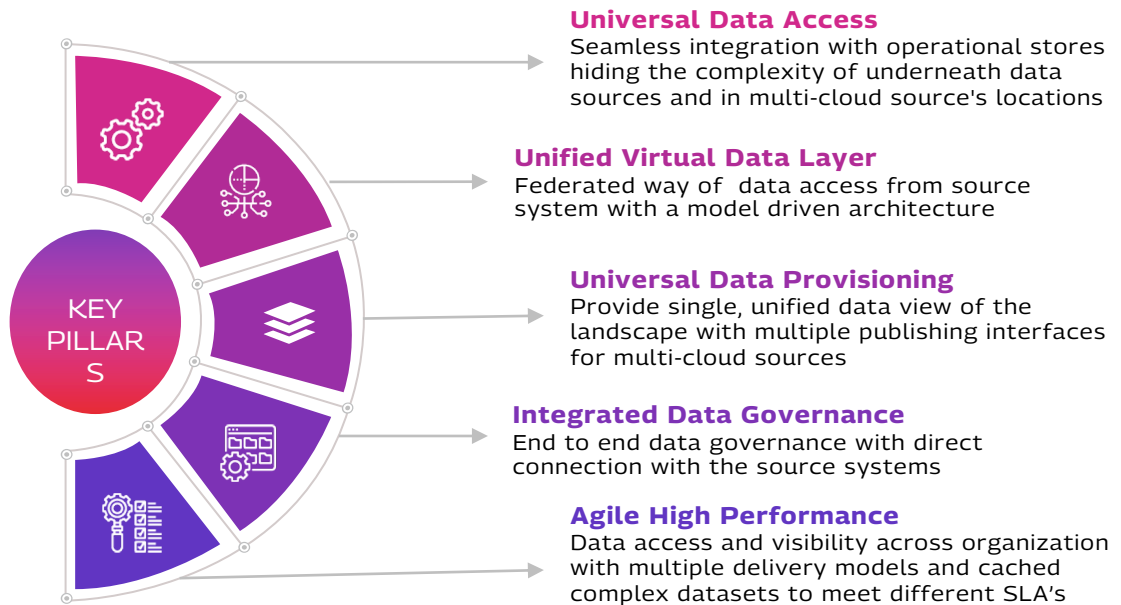 KEY
PILLAR
S
Universal Data Access
Seamless integration with operational stores
hiding the complexity of underneath data
sources and in multi-cloud source's locations
Unified Virtual Data Layer
Federated way of data access from source
system with a model driven architecture
Universal Data Provisioning
Provide single, unified data view of the
landscape with multiple publishing interfaces
for multi-cloud sources
Integrated Data Governance
End to end data governance with direct
connection with the source systems
Agile High Performance
Data access and visibility across organization
with multiple delivery models and cached
complex datasets to meet different SLA’s